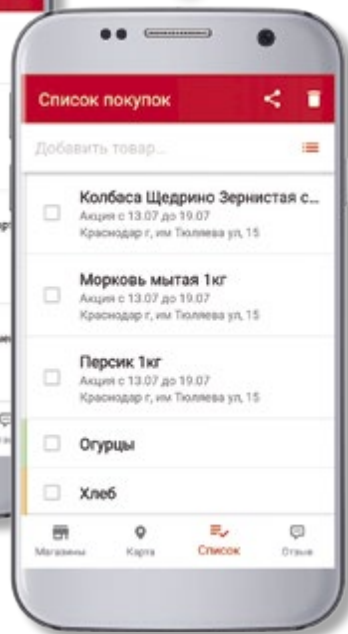 Список покупок
Добавить товар...
Колбаса Щедрино Зернистая с...
Акция с 13.07 до 19.07
Краснодар г, им Тюляева ул, 15
Морковь мытая 1кг
Акция с 13.07 до 19.07
Краснодар г, им Тюляева ул, 15
Персик 1кг
Акция с 13.07 до 19.07
Краснодар г, им Тюляева ул, 15
Огурцы
Хлеб
Магазины Карта Список Отзыв